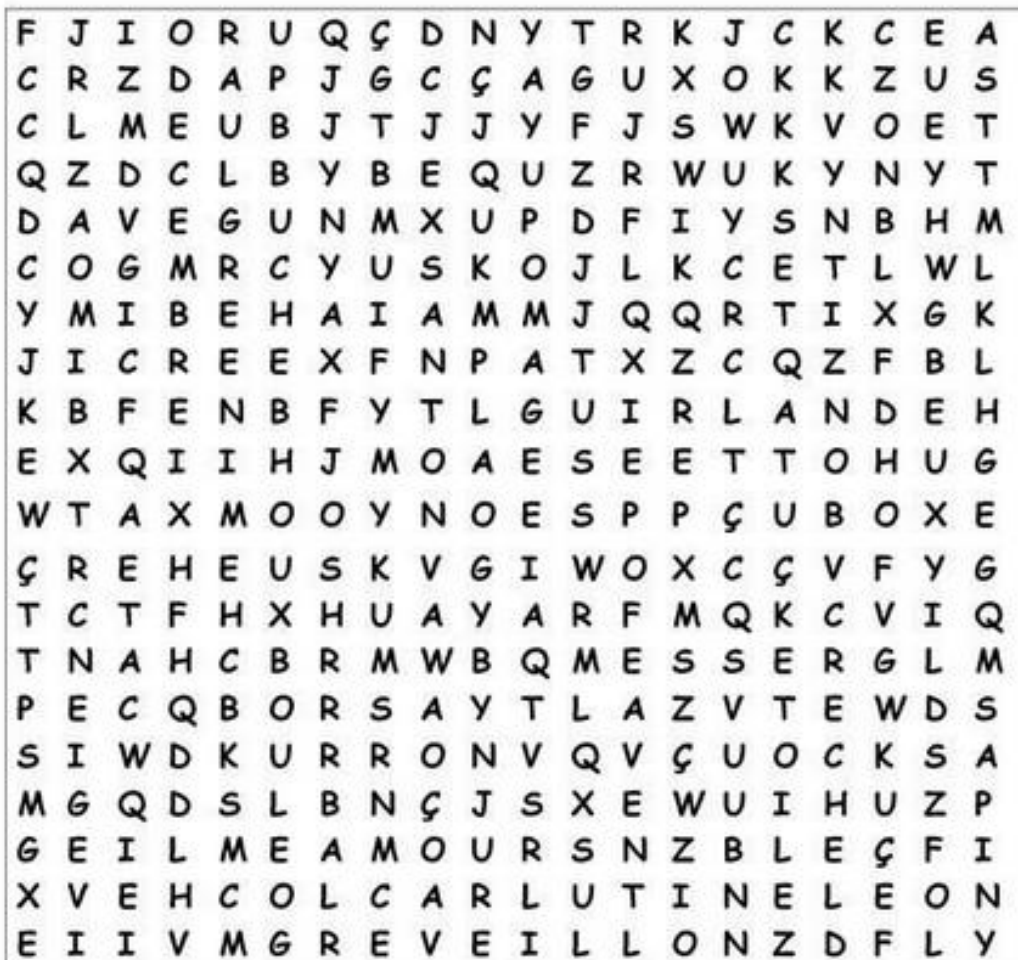 F J I O R U Q Ç D N Y T R K J C K C E A
C R Z D A P J G C Ç A G U X O K K Z U S
C L M E U B J T J J Y F J S W K V O E T
Q Z D C L B Y B E Q U Z R W U K Y N Y T
D A V E G U N M X U P D F I Y S N B H M
C O G M R C Y U S K O J L K C E T L W L
Y M I B E H A I A M M J Q Q R T I X G K
J I C R E E X F N P A T X Z C Q Z F B L
K B F E N B F Y T L G U I R L A N D E H
E X Q I I H J M O A E S E E T T O H U G
W T A X M O O Y N O E S P P Ç U B O X E
Ç R E H E U S K V G I W O X C Ç V F Y G
T C T F H X H U A Y A R F M Q K C V I Q
T N A H C B R M W B Q M E S S E R G L M
P E C Q B O R S A Y T L A Z V T E W D S
S I W D K U R R O N V Q V Ç U O C K S A
M G Q D S L B N Ç J S X E W U I H U Z P
G E I L M E A M O U R S N Z B L E Ç F I
X V E H C O L C A R L U T I N E L E O N
E I I V M G R E V E I L L O N Z D F L Y